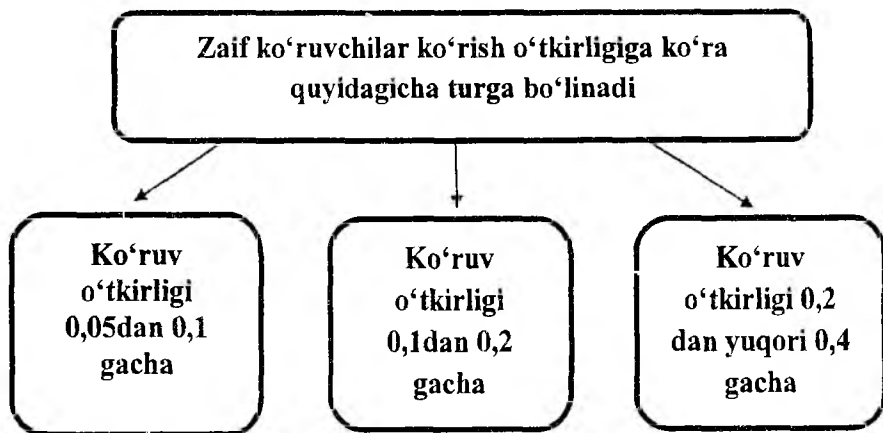 Zaif ko‘ruvchilar ko‘rish o‘tkirligiga ko‘ra
quyidagicha turga bo‘linadi
Ko‘ruv
o‘tkirligi
0,05dan 0,1
gacha
Ko‘ruv
o‘tkirligi
0,1dan 0,2
gacha
Ko‘ruv
o‘tkirligi 0,2
dan yuqori 0,4
gacha